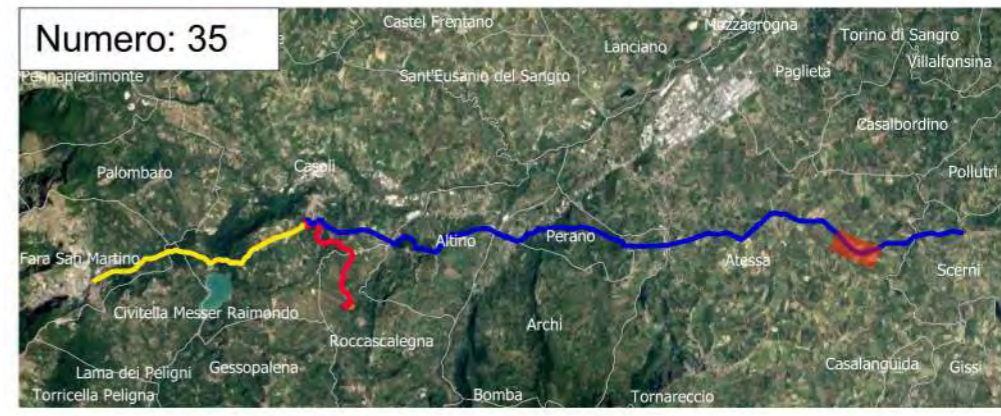 Numero: 35
Castel Frentano
Mozzagrogna
Lanciano
Torino di Sangro
Villalfonsina
Pennapiedimonte
Sant'Eusanio del Sangro
Paglieta
Casalbordino
Palombaro
Casoli
Pollutri
Fara San Martino
Altino
Perano
Atessa
Scerni
Civitella Messer Raimondo
Archi
Roccascalegna
Lama dei Peligni
Gessopalena
Casalanguida
Gissi
Torricella Peligna
Bomba
Tornareccio